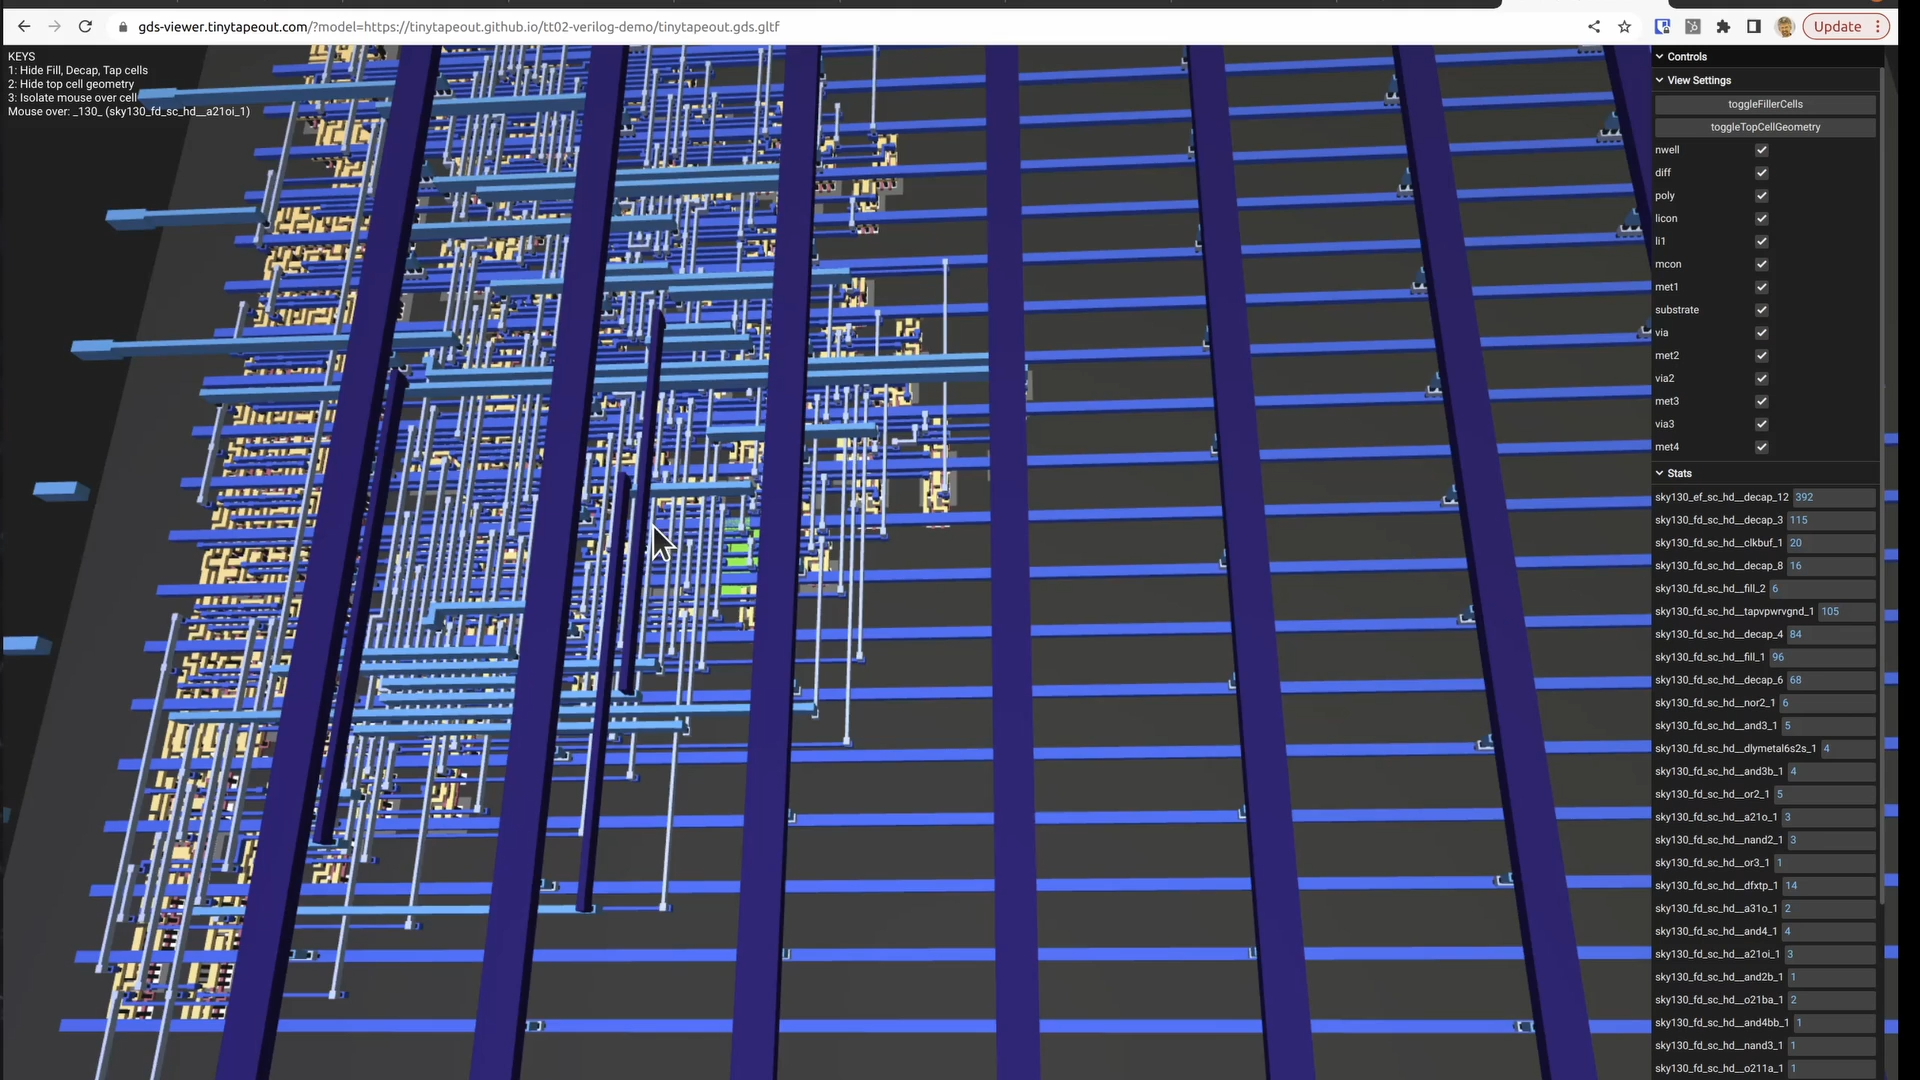 gds-viewer.tinytapeout.com/?model=https://tinytapeout.github.io/tt02-verilog-demo/tinytapeout.gds.gltf
Update
KEYS
1: Hide Fill, Decap, Tap cells
2: Hide top cell geometry
3: Isolate mouse over cell
Mouse over: _130_ (sky130_fd_sc_hd__a21oi_1)
Controls
View Settings
toggleFillerCells
toggleTopCellGeometry
nwell
diff
poly
licon
li1
mcon
met1
substrate
via
met2
via2
met3
via3
met4
Stats
sky130_ef_sc_hd__decap_12 392
sky130_fd_sc_hd__decap_3 115
sky130_fd_sc_hd__clkbuf_1 20
sky130_fd_sc_hd__decap_8 16
sky130_fd_sc_hd__fill_2 6
sky130_fd_sc_hd__tapvpwrvgnd_1 105
sky130_fd_sc_hd__decap_4 84
sky130_fd_sc_hd__fill_1 96
sky130_fd_sc_hd__decap_6 68
sky130_fd_sc_hd__nor2_1 6
sky130_fd_sc_hd__and3_1 5
sky130_fd_sc_hd__dlymetal6s2s_1 4
sky130_fd_sc_hd__and3b_1 4
sky130_fd_sc_hd__or2_1 5
sky130_fd_sc_hd__a21o_1 3
sky130_fd_sc_hd__nand2_1 3
sky130_fd_sc_hd__or3_1 1
sky130_fd_sc_hd__dfxtp_1 14
sky130_fd_sc_hd__a31o_1 2
sky130_fd_sc_hd__and4_1 4
sky130_fd_sc_hd__a21oi_1 3
sky130_fd_sc_hd__and2b_1 1
sky130_fd_sc_hd__o21ba_1 2
sky130_fd_sc_hd__and4bb_1 1
sky130_fd_sc_hd__nand3_1 1
sky130_fd_sc_hd__o211a_1 1